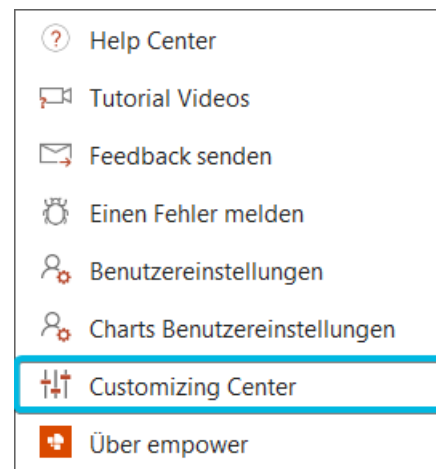 Help Center
Tutorial Videos
Feedback senden
Einen Fehler melden
Benutzereinstellungen
Charts Benutzereinstellungen
Customizing Center
Über empower